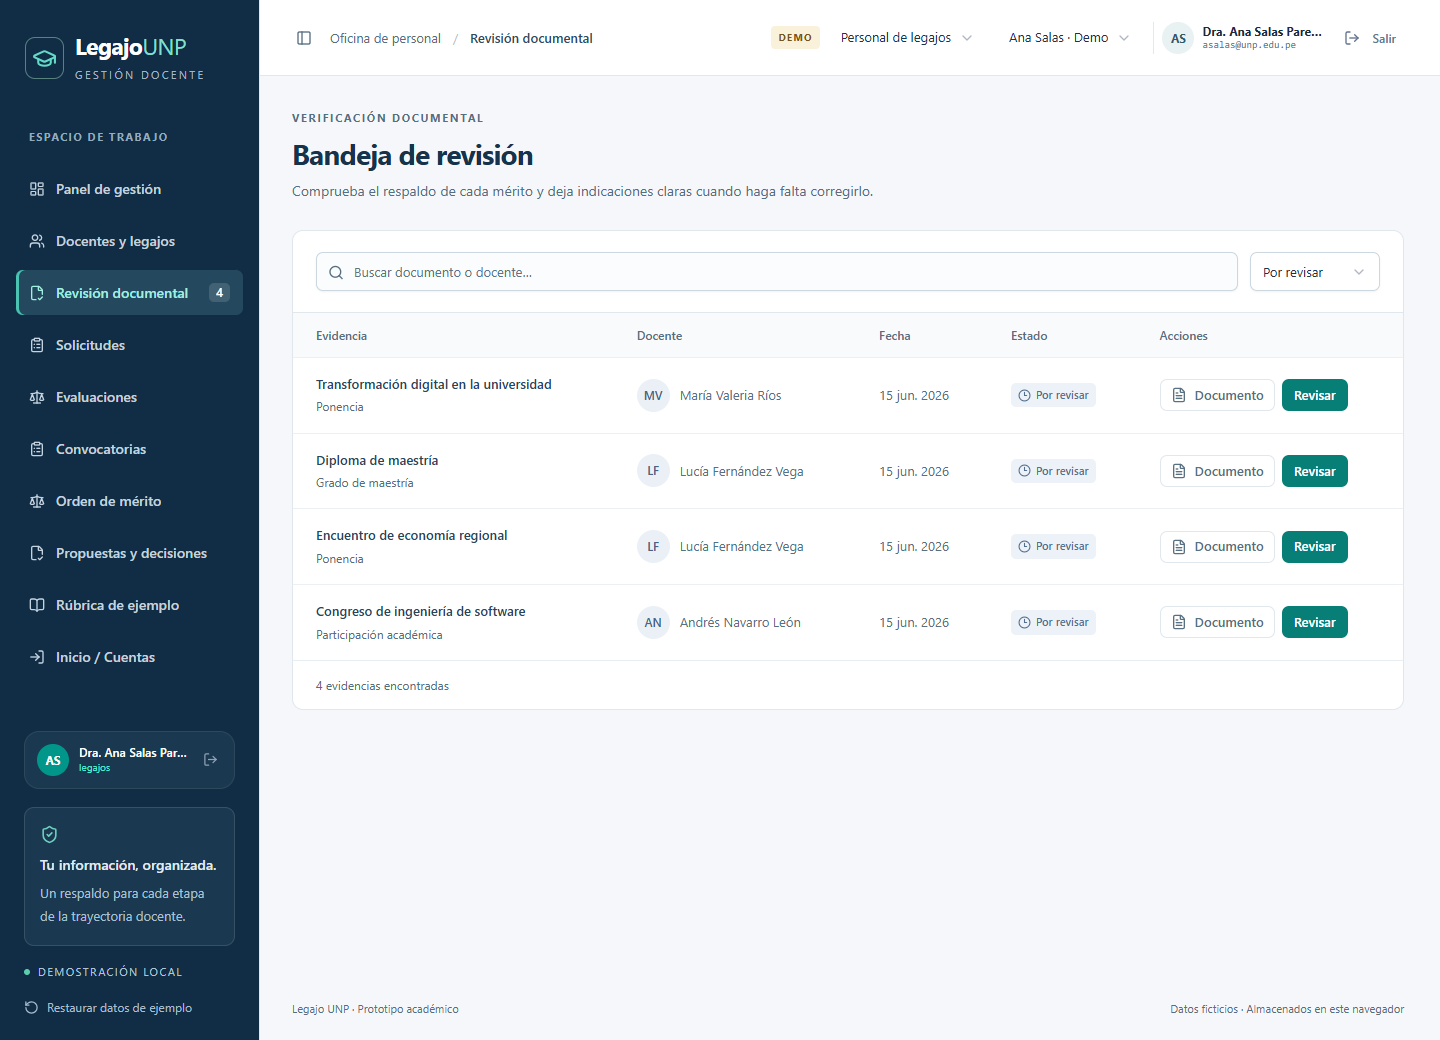 LegajoUNP
GESTIÓN DOCENTE
ESPACIO DE TRABAJO
Panel de gestión
Docentes y legajos
Revisión documental 4
Solicitudes
Evaluaciones
Convocatorias
Orden de mérito
Propuestas y decisiones
Rúbrica de ejemplo
Inicio / Cuentas
AS Dra. Ana Salas Par...
legajos
Tu información, organizada.
Un respaldo para cada etapa
de la trayectoria docente.
DEMOSTRACIÓN LOCAL
Restaurar datos de ejemplo
Oficina de personal / Revisión documental
DEMO Personal de legajos Ana Salas · Demo AS Dra. Ana Salas Pare... Salir
asalas@unp.edu.pe
VERIFICACIÓN DOCUMENTAL
Bandeja de revisión
Comprueba el respaldo de cada mérito y deja indicaciones claras cuando haga falta corregirlo.
Buscar documento o docente... Por revisar
Evidencia Docente Fecha Estado Acciones
Transformación digital en la universidad
Ponencia
MV María Valeria Ríos 15 jun. 2026 Por revisar Documento Revisar
Diploma de maestría
Grado de maestría
LF Lucía Fernández Vega 15 jun. 2026 Por revisar Documento Revisar
Encuentro de economía regional
Ponencia
LF Lucía Fernández Vega 15 jun. 2026 Por revisar Documento Revisar
Congreso de ingeniería de software
Participación académica
AN Andrés Navarro León 15 jun. 2026 Por revisar Documento Revisar
4 evidencias encontradas
Legajo UNP · Prototipo académico
Datos ficticios · Almacenados en este navegador